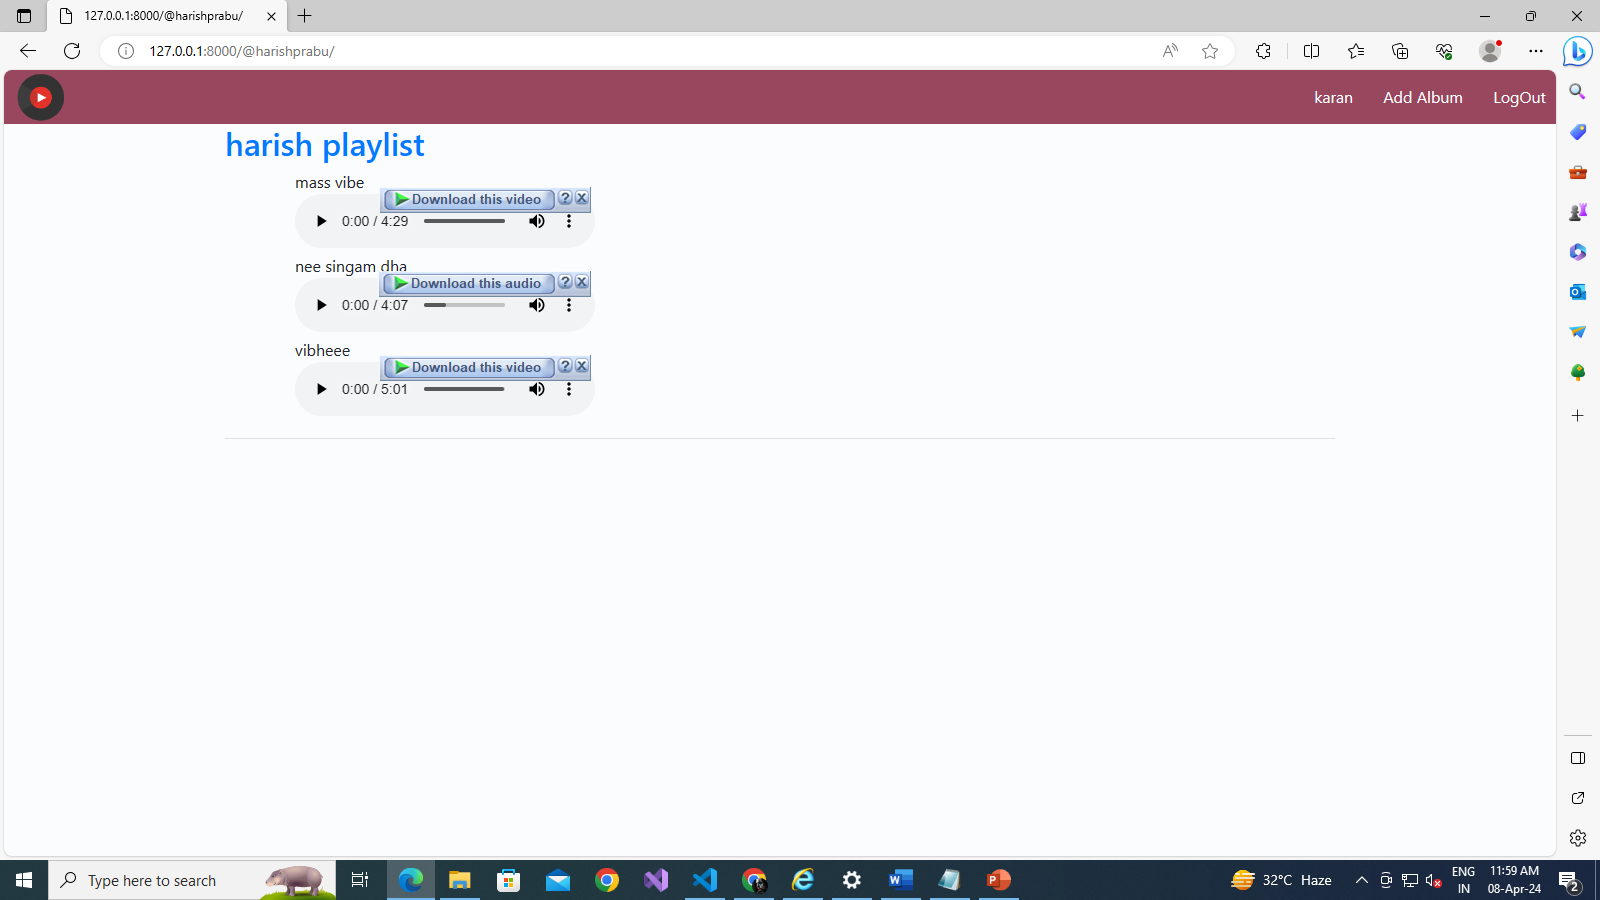 127.0.0.1:8000/@harishprabu/
127.0.0.1:8000/@harishprabu/
karan Add Album LogOut
harish playlist
mass vibe
Download this video ? X
0:00 / 4:29
nee singam dha
Download this audio ? X
0:00 / 4:07
vibheee
Download this video ? X
0:00 / 5:01
Type here to search
32°C Haze
ENG
IN
11:59 AM
08-Apr-24
2